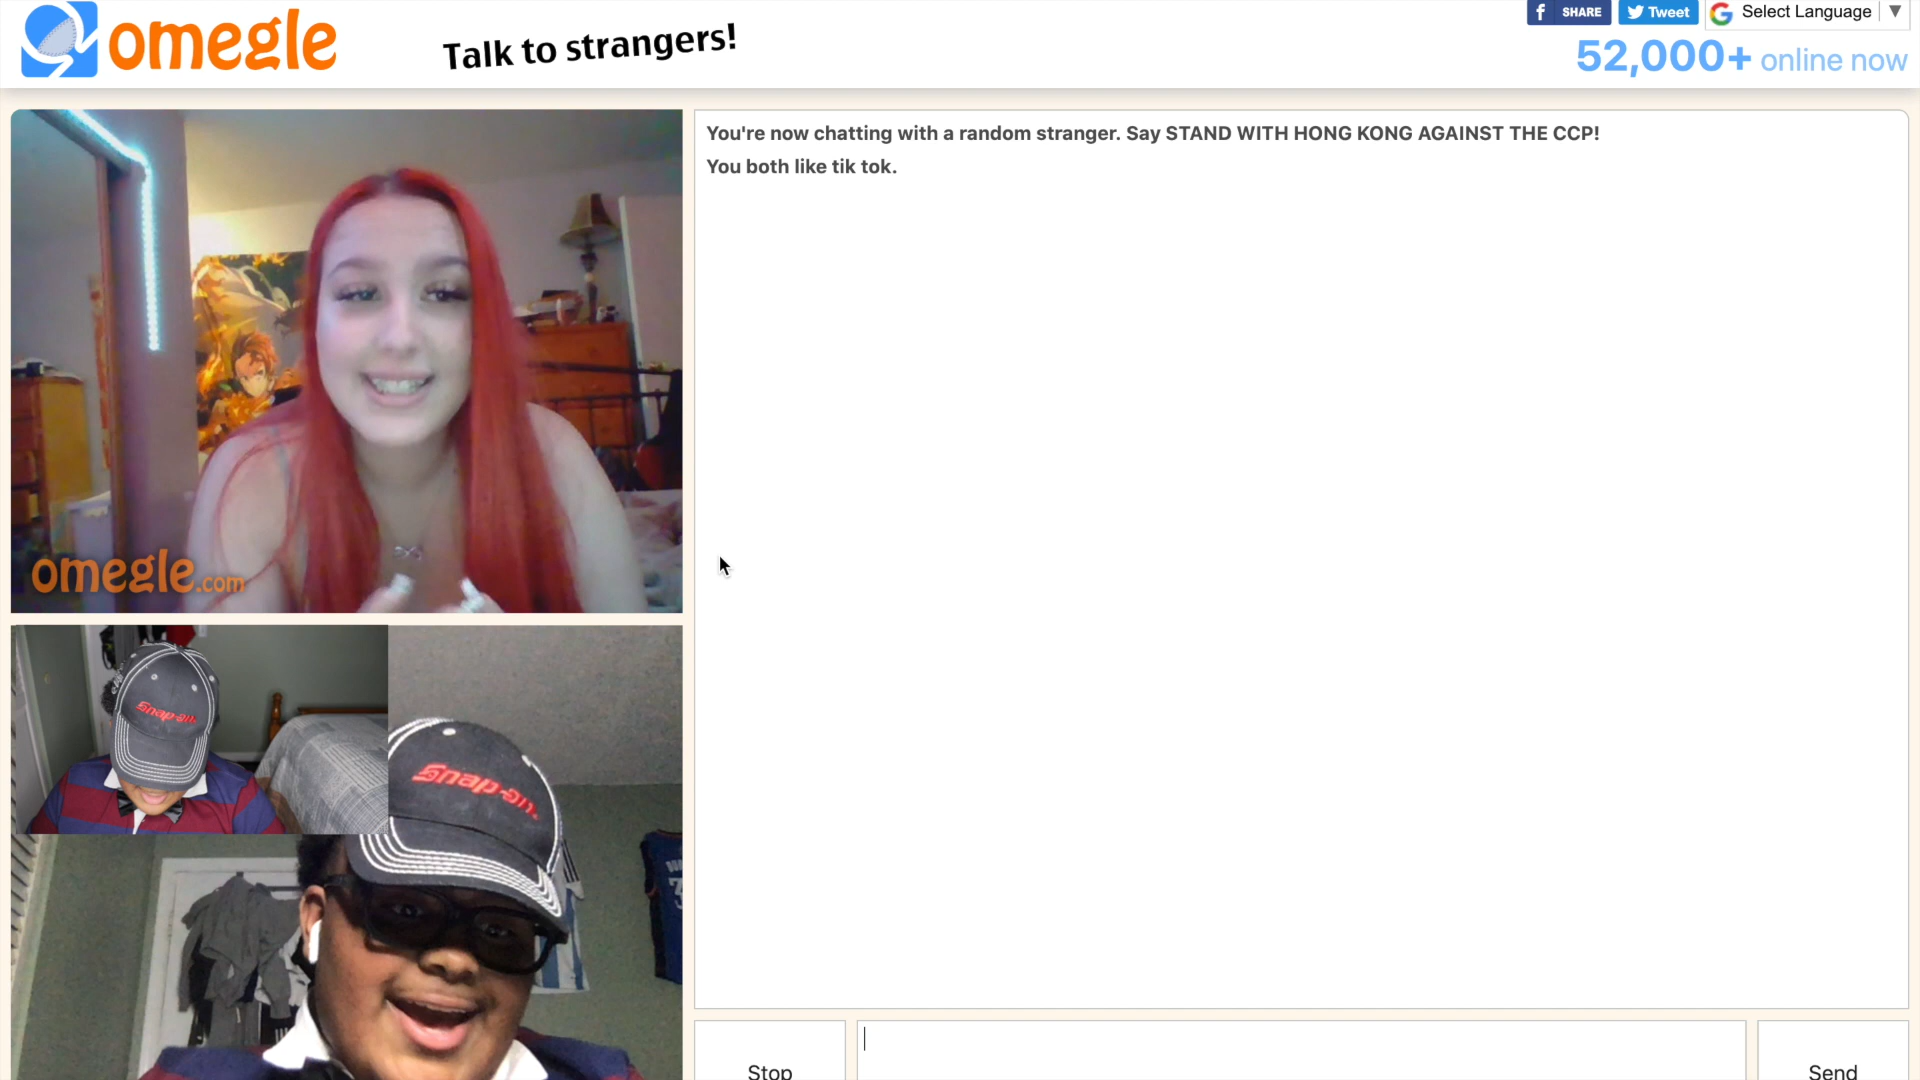 omegle
Talk to strangers!
f SHARE
Tweet
G Select Language ▼
52,000+ online now
You're now chatting with a random stranger. Say STAND WITH HONG KONG AGAINST THE CCP!
You both like tik tok.
omegle.com
Snap-on
Snap-on
Stop
Send